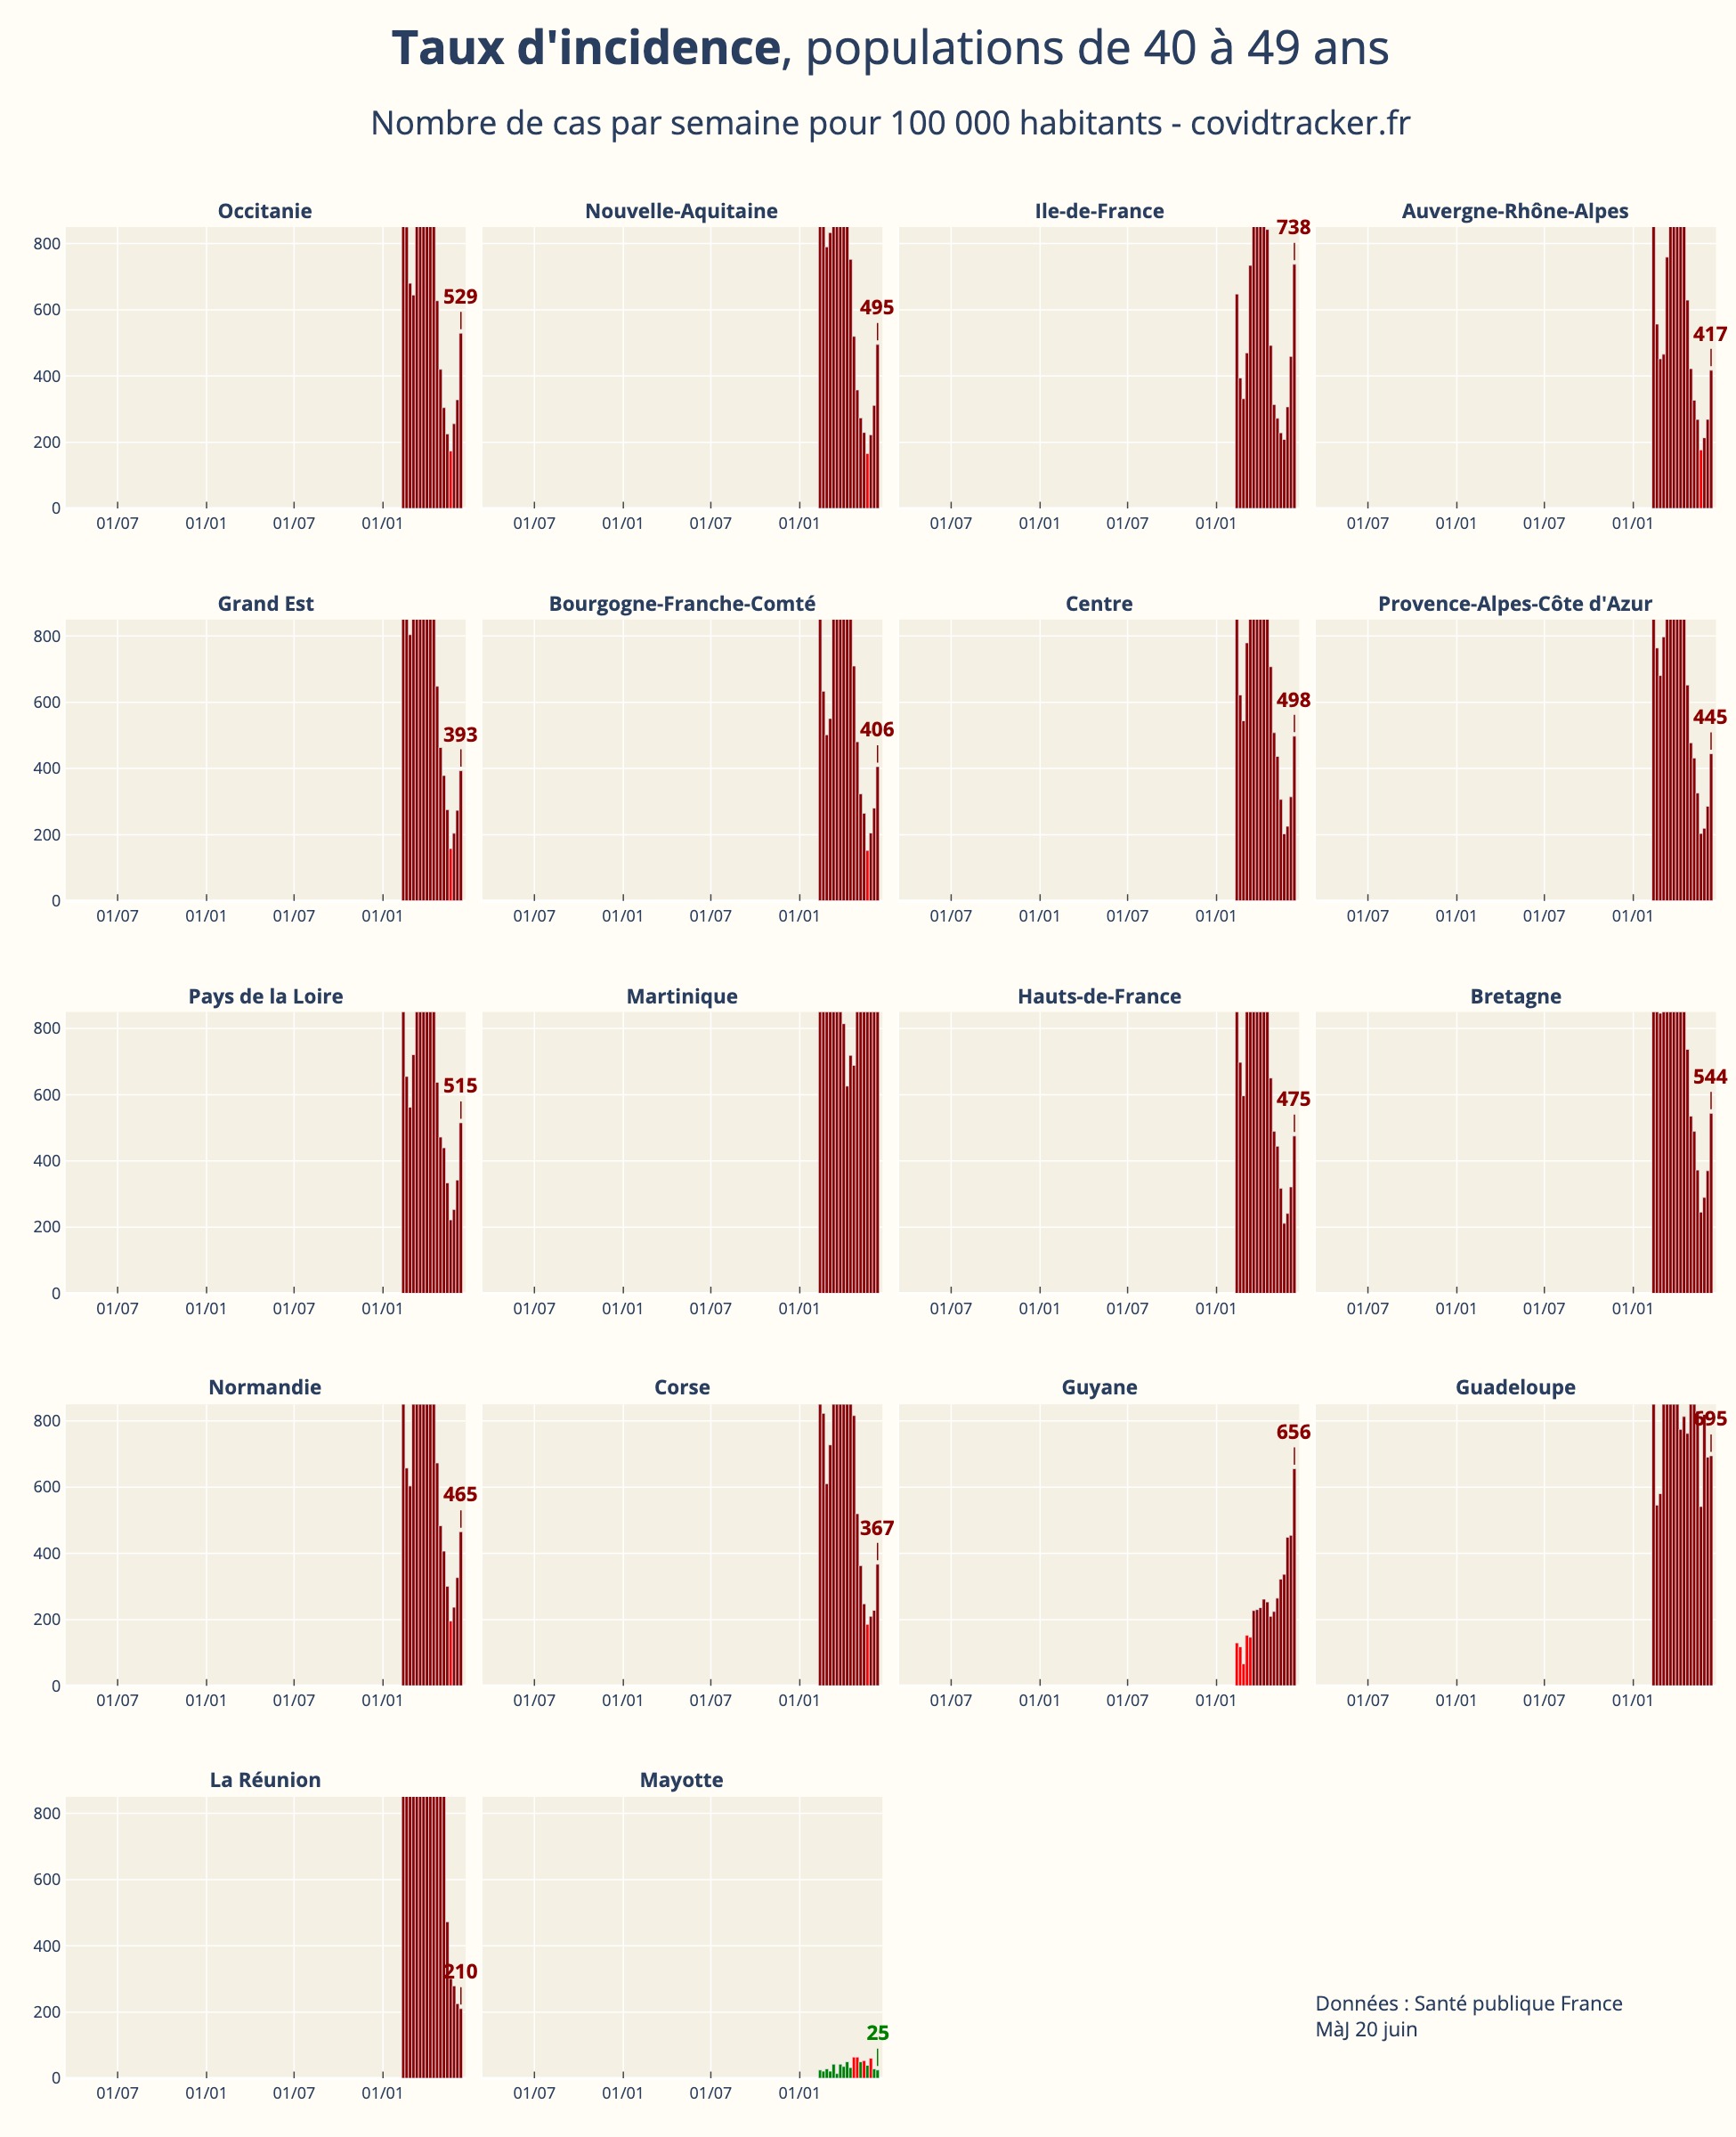 Taux d'incidence, populations de 40 à 49 ans
Nombre de cas par semaine pour 100 000 habitants - covidtracker.fr
Occitanie
Nouvelle-Aquitaine
Ile-de-France
Auvergne-Rhône-Alpes
800
600
400
200
0
529
495
738
417
01/07 01/01 01/07 01/01
01/07 01/01 01/07 01/01
01/07 01/01 01/07 01/01
01/07 01/01 01/07 01/01
Grand Est
Bourgogne-Franche-Comté
Centre
Provence-Alpes-Côte d'Azur
800
600
400
200
0
393
406
498
445
01/07 01/01 01/07 01/01
01/07 01/01 01/07 01/01
01/07 01/01 01/07 01/01
01/07 01/01 01/07 01/01
Pays de la Loire
Martinique
Hauts-de-France
Bretagne
800
600
400
200
0
515
475
544
01/07 01/01 01/07 01/01
01/07 01/01 01/07 01/01
01/07 01/01 01/07 01/01
01/07 01/01 01/07 01/01
Normandie
Corse
Guyane
Guadeloupe
800
600
400
200
0
465
367
656
695
01/07 01/01 01/07 01/01
01/07 01/01 01/07 01/01
01/07 01/01 01/07 01/01
01/07 01/01 01/07 01/01
La Réunion
Mayotte
800
600
400
200
0
210
25
01/07 01/01 01/07 01/01
01/07 01/01 01/07 01/01
Données : Santé publique France
MàJ 20 juin